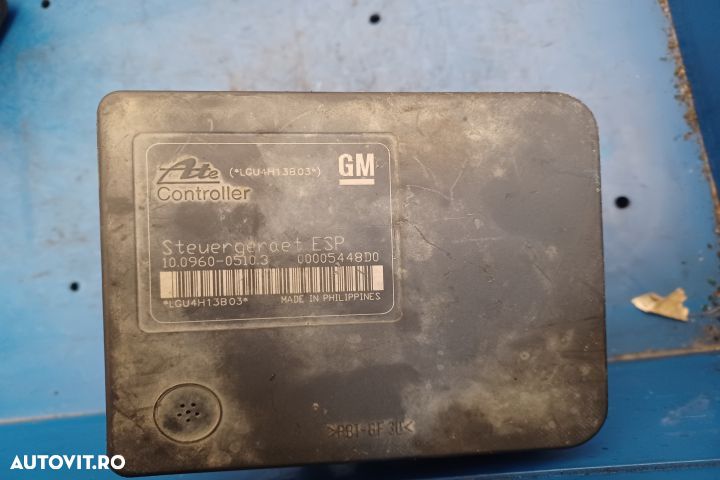 Ate (*LGU4H13B03*) GM
Controller
Steuergeraet ESP
10.0960-0510.3 00005448D0
*LGU4H13B03* MADE IN PHILIPPINES
>PBT-GF30<
AUTOVIT.RO